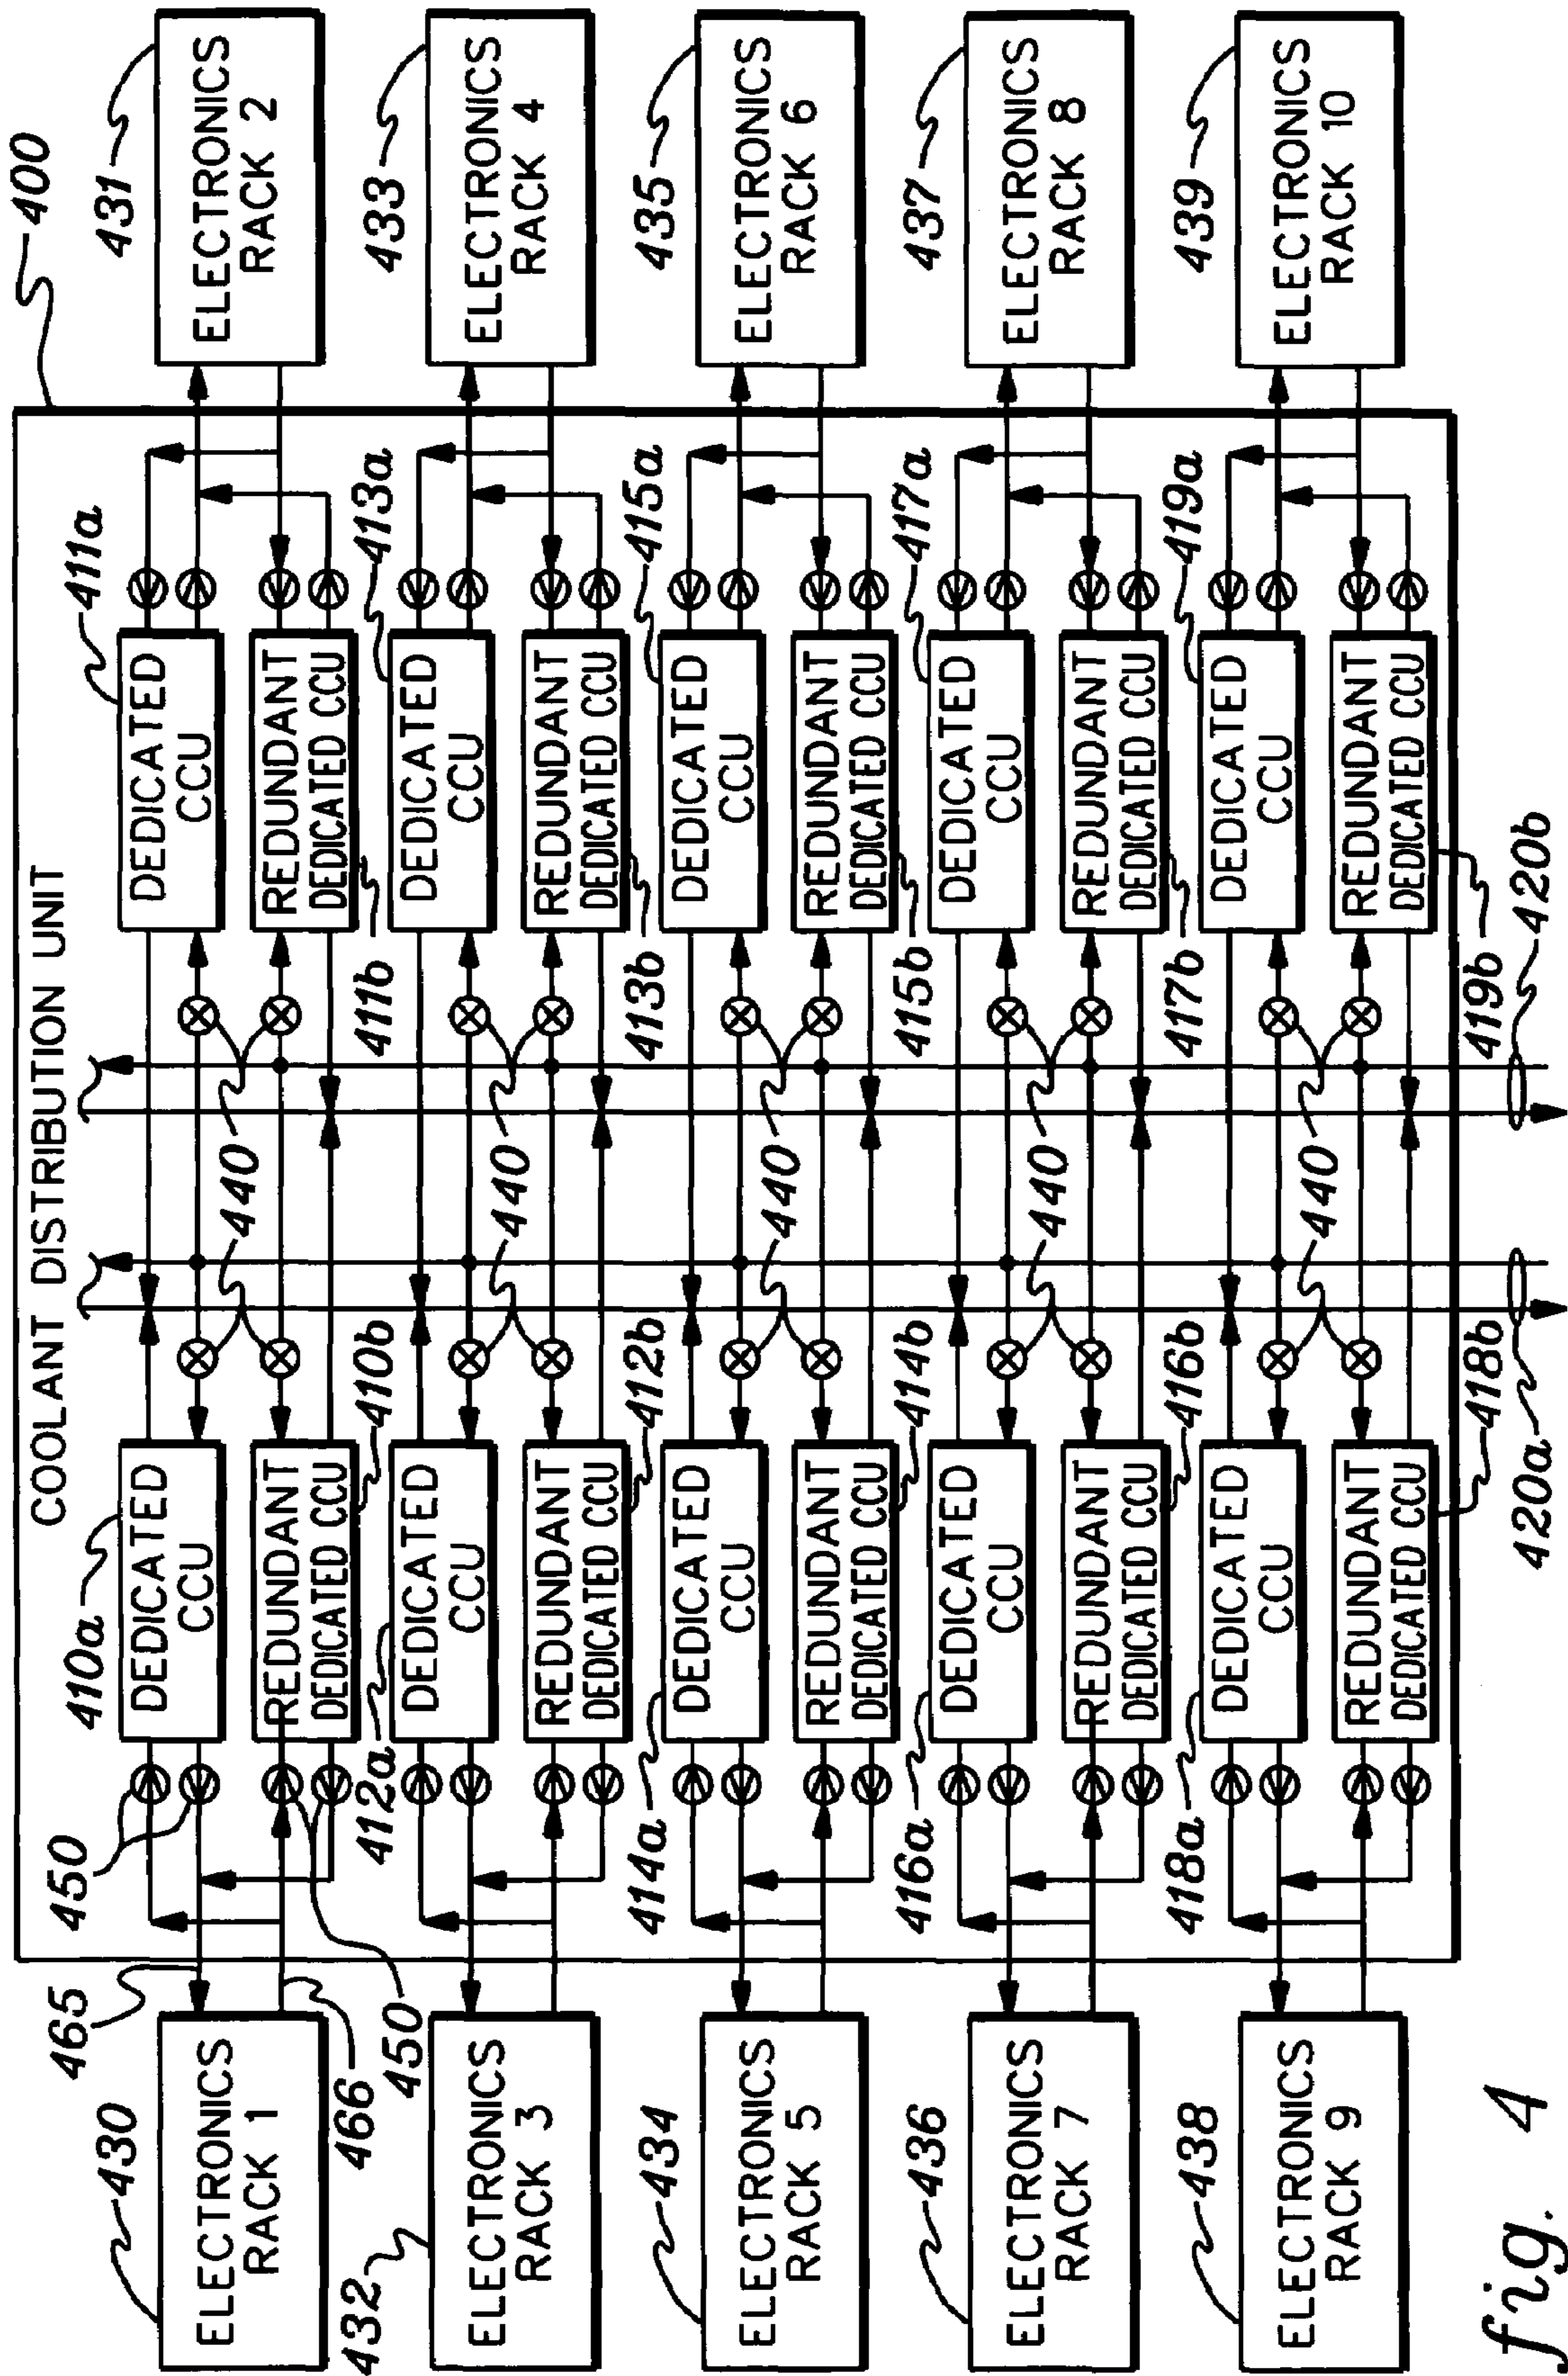 COOLANT DISTRIBUTION UNIT
400
430
ELECTRONICS
RACK 1
465
466
450
450
410a
DEDICATED
CCU
REDUNDANT
DEDICATED CCU
410b
440
440
DEDICATED
CCU
411a
REDUNDANT
DEDICATED CCU
411b
431
ELECTRONICS
RACK 2
432
ELECTRONICS
RACK 3
412a
DEDICATED
CCU
REDUNDANT
DEDICATED CCU
412b
440
440
DEDICATED
CCU
413a
REDUNDANT
DEDICATED CCU
413b
433
ELECTRONICS
RACK 4
434
ELECTRONICS
RACK 5
414a
DEDICATED
CCU
REDUNDANT
DEDICATED CCU
414b
440
440
DEDICATED
CCU
415a
REDUNDANT
DEDICATED CCU
415b
435
ELECTRONICS
RACK 6
436
ELECTRONICS
RACK 7
416a
DEDICATED
CCU
REDUNDANT
DEDICATED CCU
416b
440
440
DEDICATED
CCU
417a
REDUNDANT
DEDICATED CCU
417b
437
ELECTRONICS
RACK 8
438
ELECTRONICS
RACK 9
418a
DEDICATED
CCU
REDUNDANT
DEDICATED CCU
418b
440
440
DEDICATED
CCU
419a
REDUNDANT
DEDICATED CCU
419b
439
ELECTRONICS
RACK 10
420a
420b
fig. 4